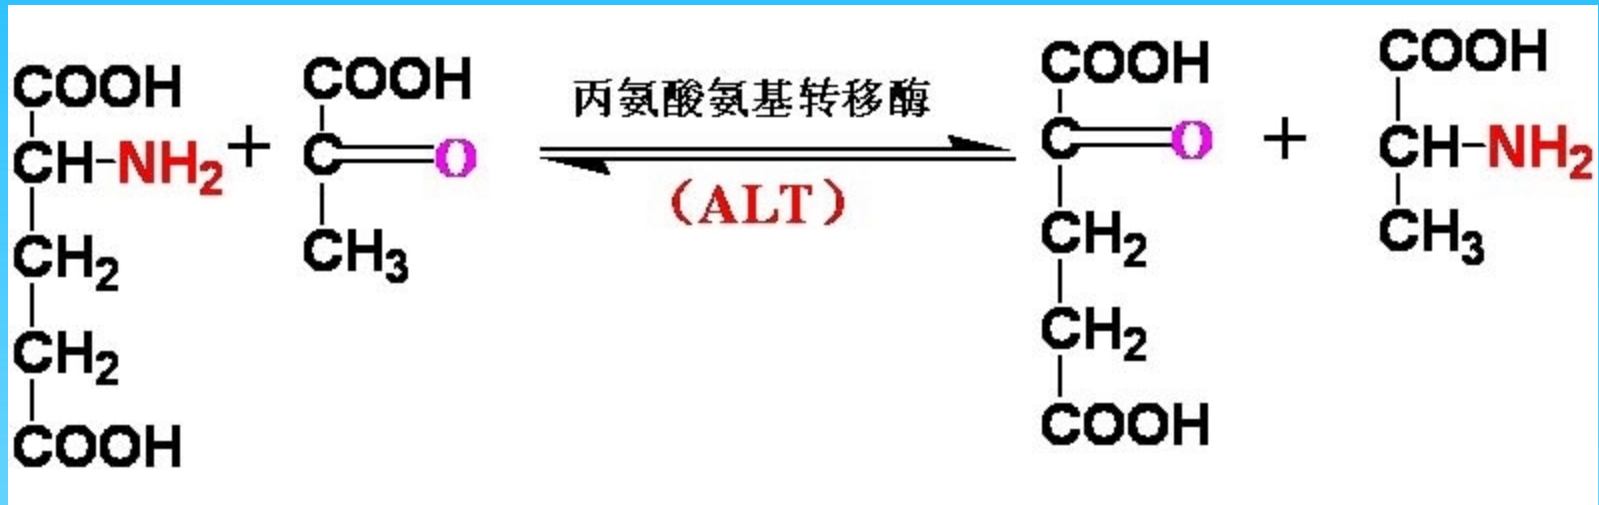 COOH
CH-NH2
CH2
CH2
COOH
+
COOH
C=O
CH3
丙氨酸氨基转移酶
（ALT）
COOH
C=O
CH2
CH2
COOH
+
COOH
CH-NH2
CH3